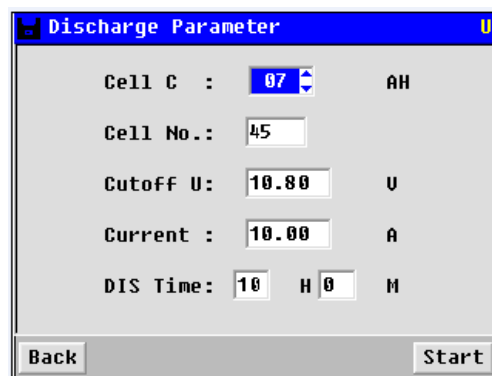 Discharge Parameter U
Cell C : 07 AH
Cell No.: 45
Cutoff U: 10.80 V
Current : 10.00 A
DIS Time: 10 H 0 M
Back Start